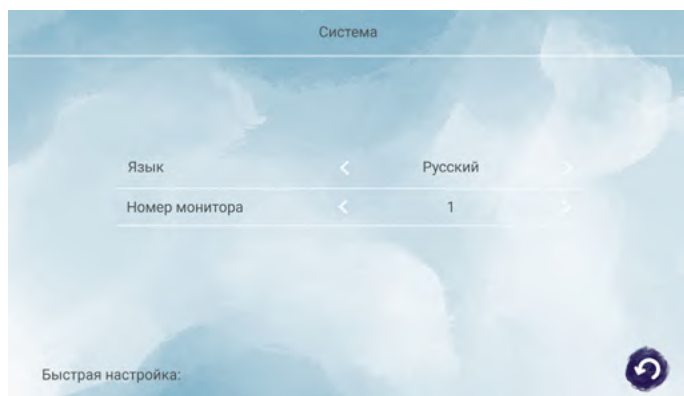 Система
Язык Русский
Номер монитора 1
Быстрая настройка: